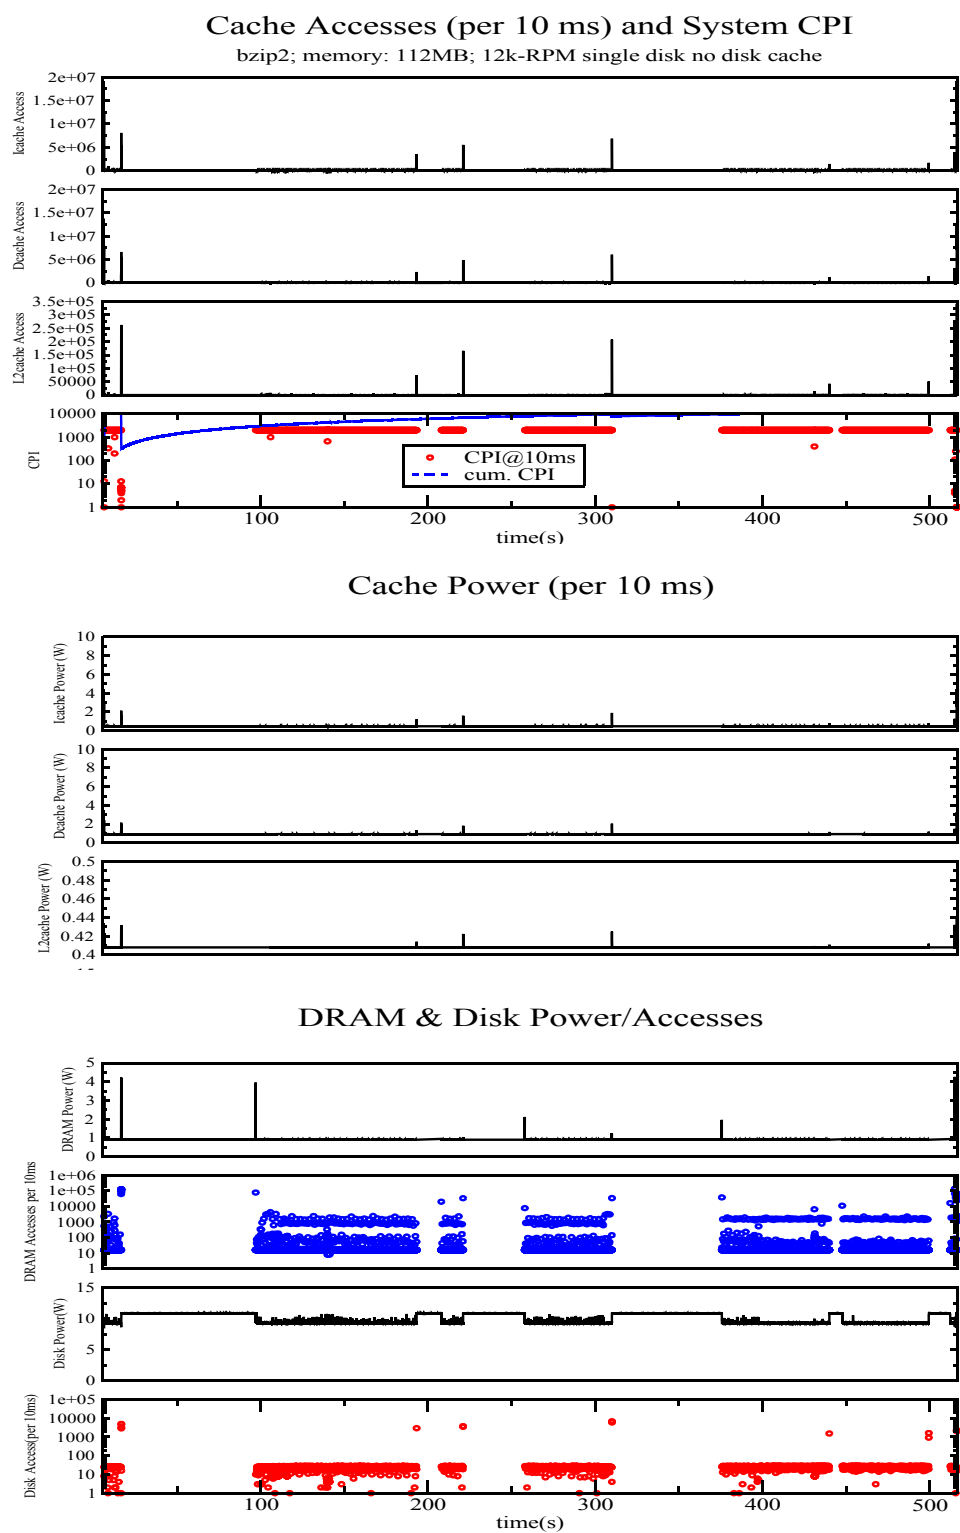 Cache Accesses (per 10 ms) and System CPI
bzip2; memory: 112MB; 12k-RPM single disk no disk cache
Icache Access
2e+07
1.5e+07
1e+07
5e+06
0
Dcache Access
2e+07
1.5e+07
1e+07
5e+06
0
L2cache Access
3.5e+05
3e+05
2.5e+05
2e+05
1.5e+05
1e+05
50000
0
CPI
10000
1000
100
10
1
CPI@10ms
cum. CPI
100 200 300 400 500
time(s)
Cache Power (per 10 ms)
Icache Power (W)
10
8
6
4
2
0
Dcache Power (W)
10
8
6
4
2
0
L2cache Power (W)
0.5
0.48
0.46
0.44
0.42
0.4
DRAM & Disk Power/Accesses
DRAM Power (W)
5
4
3
2
1
0
DRAM Accesses per 10ms
1e+06
1e+05
10000
1000
100
10
1
Disk Power(W)
15
10
5
0
Disk Access(per 10ms)
1e+05
10000
1000
100
10
1
100 200 300 400 500
time(s)